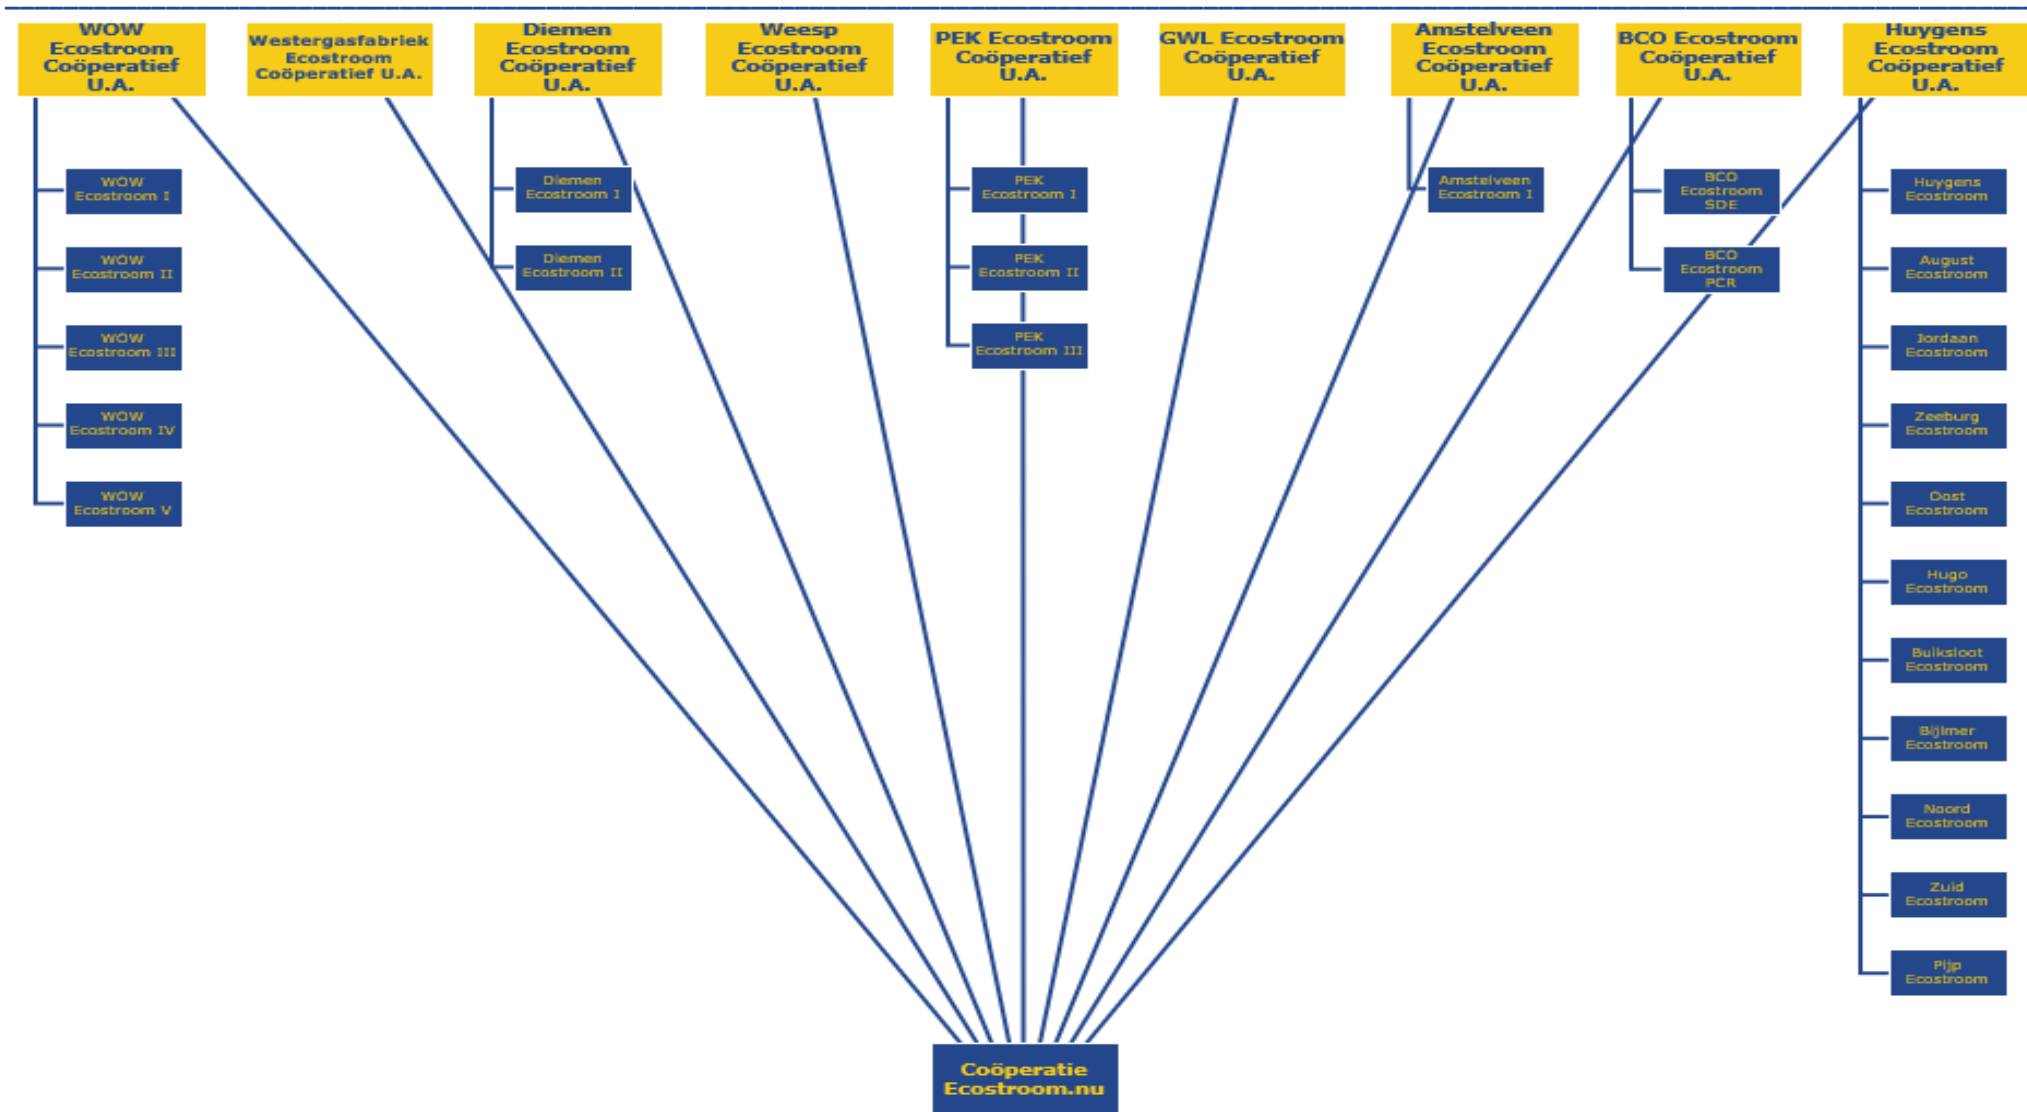 WOW
Ecostroom
Coöperatief
U.A.
Westergasfabriek
Ecostroom
Coöperatief U.A.
Diemen
Ecostroom
Coöperatief
U.A.
Weesp
Ecostroom
Coöperatief
U.A.
PEK Ecostroom
Coöperatief
U.A.
GWL Ecostroom
Coöperatief
U.A.
Amstelveen
Ecostroom
Coöperatief
U.A.
BCO Ecostroom
Coöperatief
U.A.
Huygens
Ecostroom
Coöperatief
U.A.
WOW
Ecostroom I
WOW
Ecostroom II
WOW
Ecostroom III
WOW
Ecostroom IV
WOW
Ecostroom V
Diemen
Ecostroom I
Diemen
Ecostroom II
PEK
Ecostroom I
PEK
Ecostroom II
PEK
Ecostroom III
Amstelveen
Ecostroom I
BCO
Ecostroom
SDE
BCO
Ecostroom
PCR
Huygens
Ecostroom
August
Ecostroom
Jordaan
Ecostroom
Zeeburg
Ecostroom
Oost
Ecostroom
Hugo
Ecostroom
Buiksloot
Ecostroom
Bijlmer
Ecostroom
Noord
Ecostroom
Zuid
Ecostroom
Pijp
Ecostroom
Coöperatie
Ecostroom.nu